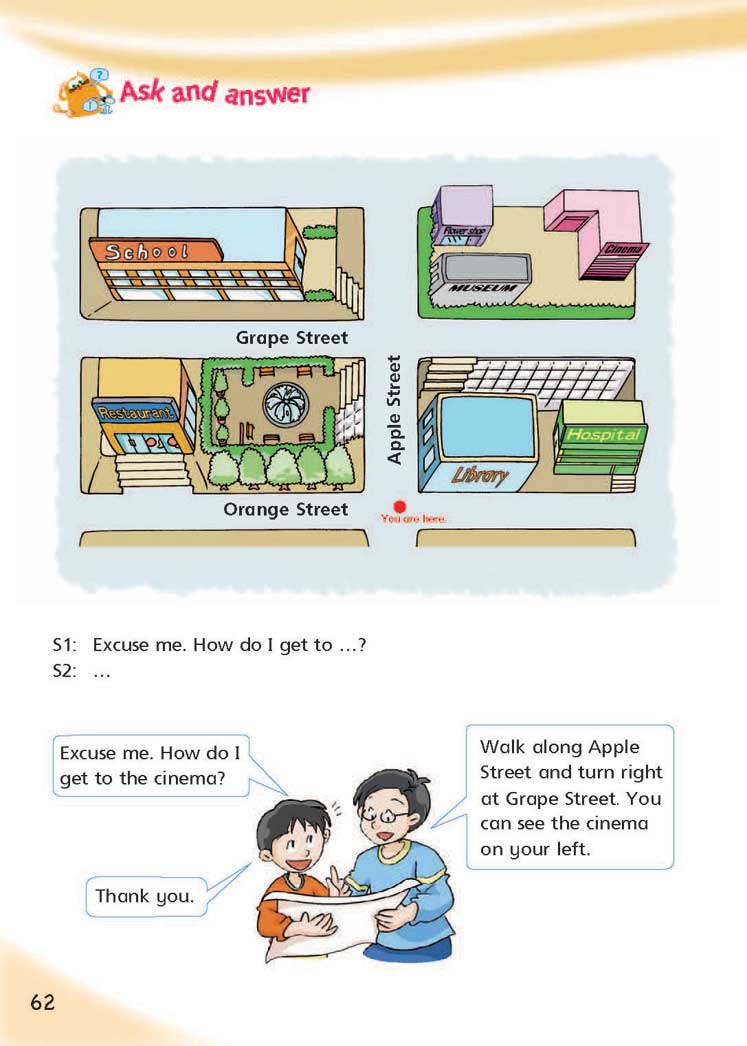 Ask and answer
School
Flower shop
Cinema
MUSEUM
Grape Street
Apple Street
Restaurant
Hospital
Library
Orange Street
You are here.
S1: Excuse me. How do I get to …?
S2: …
Excuse me. How do I
get to the cinema?
Walk along Apple
Street and turn right
at Grape Street. You
can see the cinema
on your left.
Thank you.
62